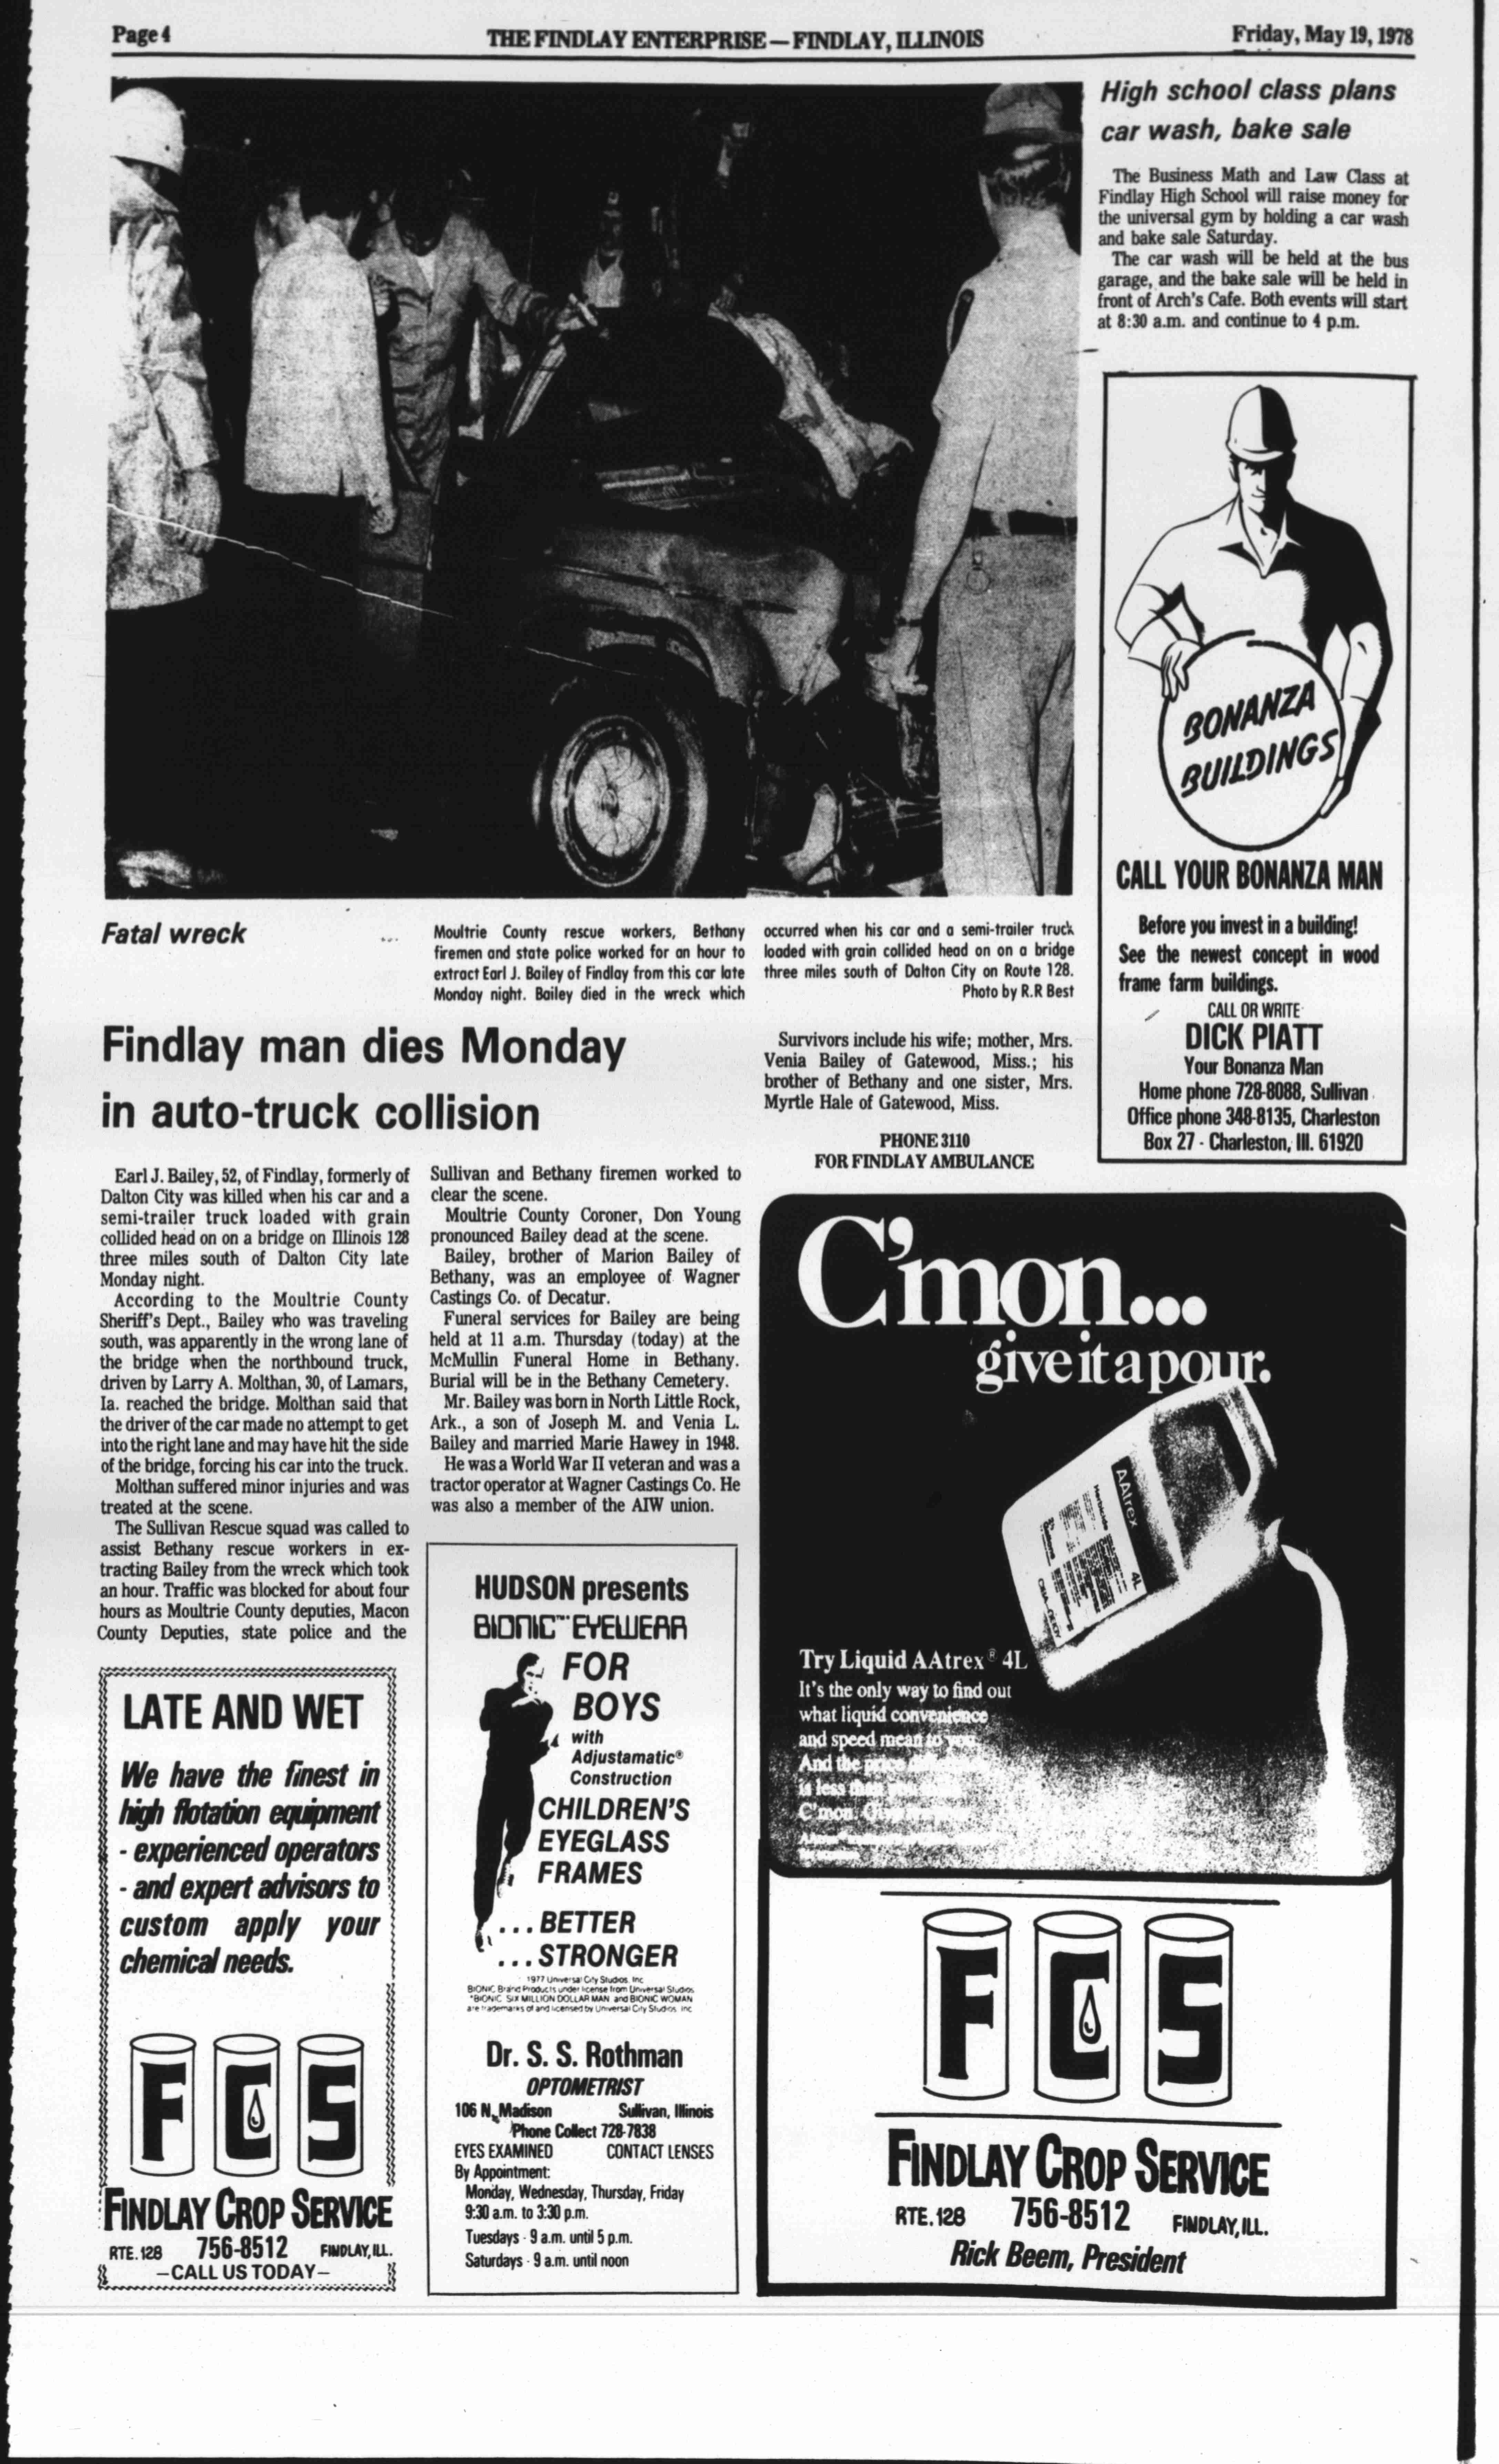 Page 4
THE FINDLAY ENTERPRISE — FINDLAY, ILLINOIS
Friday, May 19, 1978
High school class plans
car wash, bake sale
The Business Math and Law Class at
Findlay High School will raise money for
the universal gym by holding a car wash
and bake sale Saturday.
The car wash will be held at the bus
garage, and the bake sale will be held in
front of Arch's Cafe. Both events will start
at 8:30 a.m. and continue to 4 p.m.
BONANZA
BUILDINGS
CALL YOUR BONANZA MAN
Before you invest in a building!
See the newest concept in wood
frame farm buildings.
CALL OR WRITE
DICK PIATT
Your Bonanza Man
Home phone 728-8088, Sullivan
Office phone 348-8135, Charleston
Box 27 - Charleston, Ill. 61920
Fatal wreck
Moultrie County rescue workers, Bethany
firemen and state police worked for an hour to
extract Earl J. Bailey of Findlay from this car late
Monday night. Bailey died in the wreck which
occurred when his car and a semi-trailer truck
loaded with grain collided head on on a bridge
three miles south of Dalton City on Route 128.
Photo by R.R Best
Findlay man dies Monday
in auto-truck collision
Earl J. Bailey, 52, of Findlay, formerly of
Dalton City was killed when his car and a
semi-trailer truck loaded with grain
collided head on on a bridge on Illinois 128
three miles south of Dalton City late
Monday night.
According to the Moultrie County
Sheriff's Dept., Bailey who was traveling
south, was apparently in the wrong lane of
the bridge when the northbound truck,
driven by Larry A. Molthan, 30, of Lamars,
Ia. reached the bridge. Molthan said that
the driver of the car made no attempt to get
into the right lane and may have hit the side
of the bridge, forcing his car into the truck.
Molthan suffered minor injuries and was
treated at the scene.
The Sullivan Rescue squad was called to
assist Bethany rescue workers in ex-
tracting Bailey from the wreck which took
an hour. Traffic was blocked for about four
hours as Moultrie County deputies, Macon
County Deputies, state police and the
Sullivan and Bethany firemen worked to
clear the scene.
Moultrie County Coroner, Don Young
pronounced Bailey dead at the scene.
Bailey, brother of Marion Bailey of
Bethany, was an employee of Wagner
Castings Co. of Decatur.
Funeral services for Bailey are being
held at 11 a.m. Thursday (today) at the
McMullin Funeral Home in Bethany.
Burial will be in the Bethany Cemetery.
Mr. Bailey was born in North Little Rock,
Ark., a son of Joseph M. and Venia L.
Bailey and married Marie Hawey in 1948.
He was a World War II veteran and was a
tractor operator at Wagner Castings Co. He
was also a member of the AIW union.
Survivors include his wife; mother, Mrs.
Venia Bailey of Gatewood, Miss.; his
brother of Bethany and one sister, Mrs.
Myrtle Hale of Gatewood, Miss.
PHONE 3110
FOR FINDLAY AMBULANCE
LATE AND WET
We have the finest in
high flotation equipment
- experienced operators
- and expert advisors to
custom apply your
chemical needs.
FCS
FINDLAY CROP SERVICE
RTE. 128 756-8512 FINDLAY, ILL.
—CALL US TODAY—
HUDSON presents
BIONIC™ EYEWEAR
FOR
BOYS
with
Adjustamatic®
Construction
CHILDREN'S
EYEGLASS
FRAMES
...BETTER
...STRONGER
1977 Universal City Studios, Inc
BIONIC Brand Products under license from Universal Studios
"BIONIC SIX MILLION DOLLAR MAN and BIONIC WOMAN
are trademarks of and licensed by Universal City Studios, Inc
Dr. S. S. Rothman
OPTOMETRIST
106 N. Madison Sullivan, Illinois
Phone Collect 728-7838
EYES EXAMINED CONTACT LENSES
By Appointment:
Monday, Wednesday, Thursday, Friday
9:30 a.m. to 3:30 p.m.
Tuesdays - 9 a.m. until 5 p.m.
Saturdays - 9 a.m. until noon
C'mon...
give it a pour.
AAtrex
4L
Herbicide
Try Liquid AAtrex® 4L
It's the only way to find out
what liquid convenience
and speed mean to you.
And the price
is less than
C'mon.
FCS
FINDLAY CROP SERVICE
RTE. 128 756-8512 FINDLAY, ILL.
Rick Beem, President